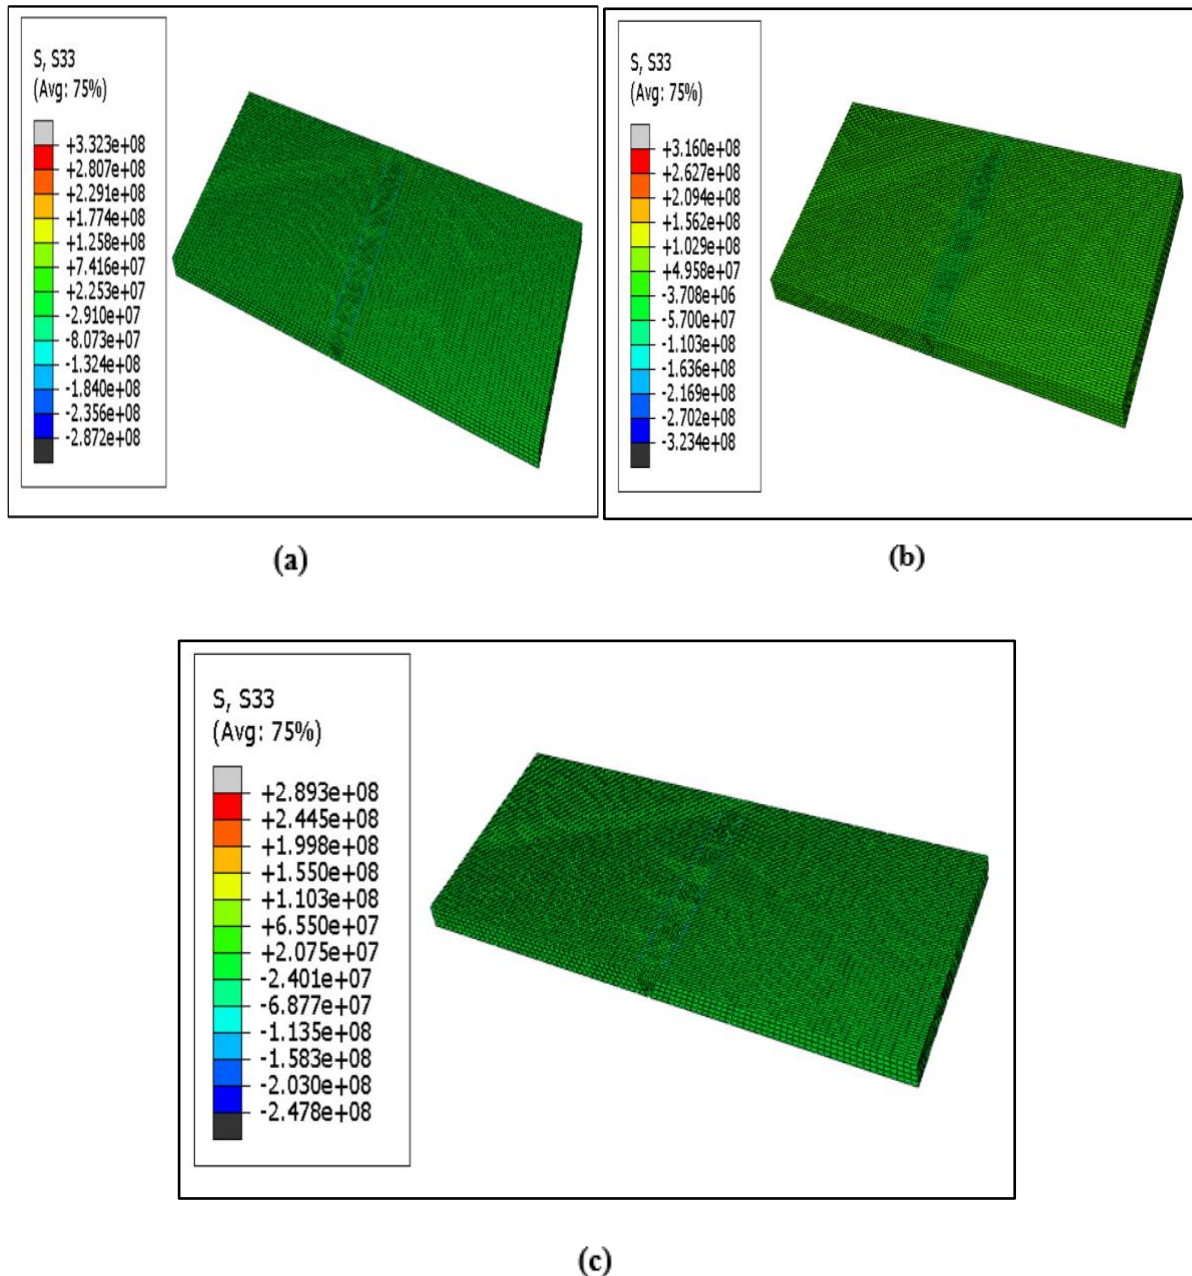 S, S33
(Avg: 75%)
+3.323e+08
+2.807e+08
+2.291e+08
+1.774e+08
+1.258e+08
+7.416e+07
+2.253e+07
-2.910e+07
-8.073e+07
-1.324e+08
-1.840e+08
-2.356e+08
-2.872e+08
(a)
S, S33
(Avg: 75%)
+3.160e+08
+2.627e+08
+2.094e+08
+1.562e+08
+1.029e+08
+4.958e+07
-3.708e+06
-5.700e+07
-1.103e+08
-1.636e+08
-2.169e+08
-2.702e+08
-3.234e+08
(b)
S, S33
(Avg: 75%)
+2.893e+08
+2.445e+08
+1.998e+08
+1.550e+08
+1.103e+08
+6.550e+07
+2.075e+07
-2.401e+07
-6.877e+07
-1.135e+08
-1.583e+08
-2.030e+08
-2.478e+08
(c)